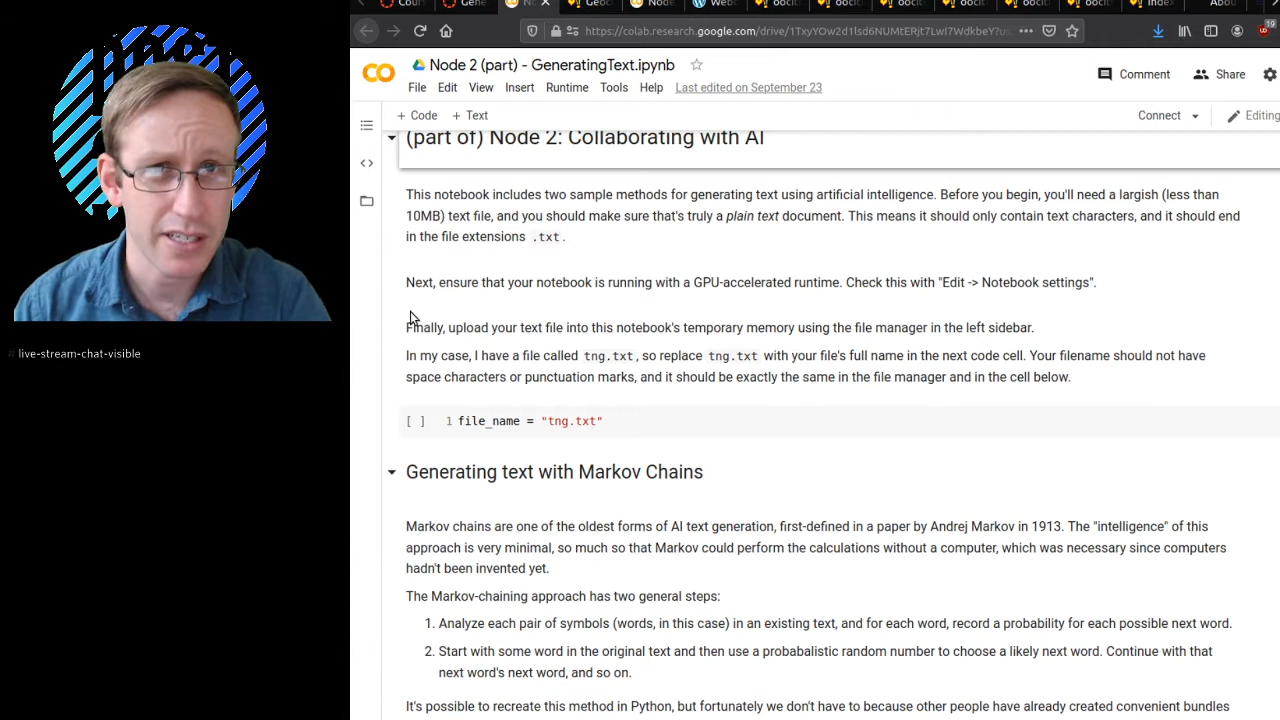 Cour
Gene
No
Geoc
Node
Webc
oocit
oocit
oocit
oocit
oocit
Index
Abou
https://colab.research.google.com/drive/1TxyYOw2d1lsd6NUMtERjt7LwI7WdkbeY?u
19
Node 2 (part) - GeneratingText.ipynb
Comment
Share
File Edit View Insert Runtime Tools Help Last edited on September 23
+ Code + Text
Connect
Editing
(part of) Node 2: Collaborating with AI
This notebook includes two sample methods for generating text using artificial intelligence. Before you begin, you'll need a largish (less than
10MB) text file, and you should make sure that's truly a plain text document. This means it should only contain text characters, and it should end
in the file extensions .txt.
Next, ensure that your notebook is running with a GPU-accelerated runtime. Check this with "Edit -> Notebook settings".
Finally, upload your text file into this notebook's temporary memory using the file manager in the left sidebar.
In my case, I have a file called tng.txt, so replace tng.txt with your file's full name in the next code cell. Your filename should not have
space characters or punctuation marks, and it should be exactly the same in the file manager and in the cell below.
[ ] 1 file_name = "tng.txt"
Generating text with Markov Chains
Markov chains are one of the oldest forms of AI text generation, first-defined in a paper by Andrej Markov in 1913. The "intelligence" of this
approach is very minimal, so much so that Markov could perform the calculations without a computer, which was necessary since computers
hadn't been invented yet.
The Markov-chaining approach has two general steps:
1. Analyze each pair of symbols (words, in this case) in an existing text, and for each word, record a probability for each possible next word.
2. Start with some word in the original text and then use a probabalistic random number to choose a likely next word. Continue with that
next word's next word, and so on.
It's possible to recreate this method in Python, but fortunately we don't have to because other people have already created convenient bundles
# live-stream-chat-visible